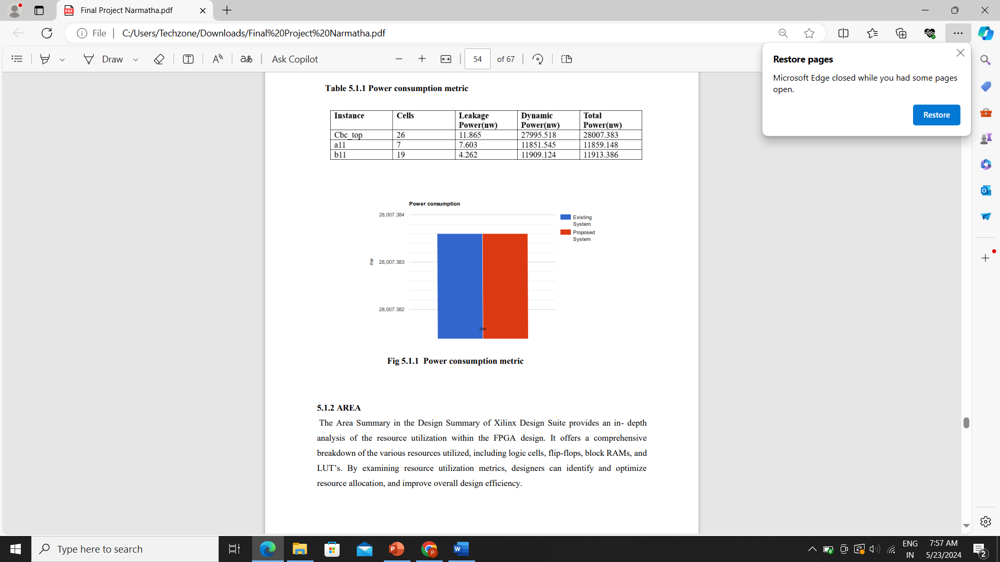 Final Project Narmatha.pdf
File
C:/Users/Techzone/Downloads/Final%20Project%20Narmatha.pdf
Draw
Ask Copilot
54 of 67
Restore pages
Microsoft Edge closed while you had some pages
open.
Restore
Table 5.1.1 Power consumption metric
Instance Cells Leakage Dynamic Total
Power(nw) Power(nw) Power(nw)
Cbc_top 26 11.865 27995.518 28007.383
a11 7 7.603 11851.545 11859.148
b11 19 4.262 11909.124 11913.386
Power consumption
28,007.384
Existing
System
Proposed
System
nw
28,007.383
28,007.382
nw
Fig 5.1.1 Power consumption metric
5.1.2 AREA
The Area Summary in the Design Summary of Xilinx Design Suite provides an in- depth
analysis of the resource utilization within the FPGA design. It offers a comprehensive
breakdown of the various resources utilized, including logic cells, flip-flops, block RAMs, and
LUT’s. By examining resource utilization metrics, designers can identify and optimize
resource allocation, and improve overall design efficiency.
Type here to search
ENG
IN
7:57 AM
5/23/2024
2